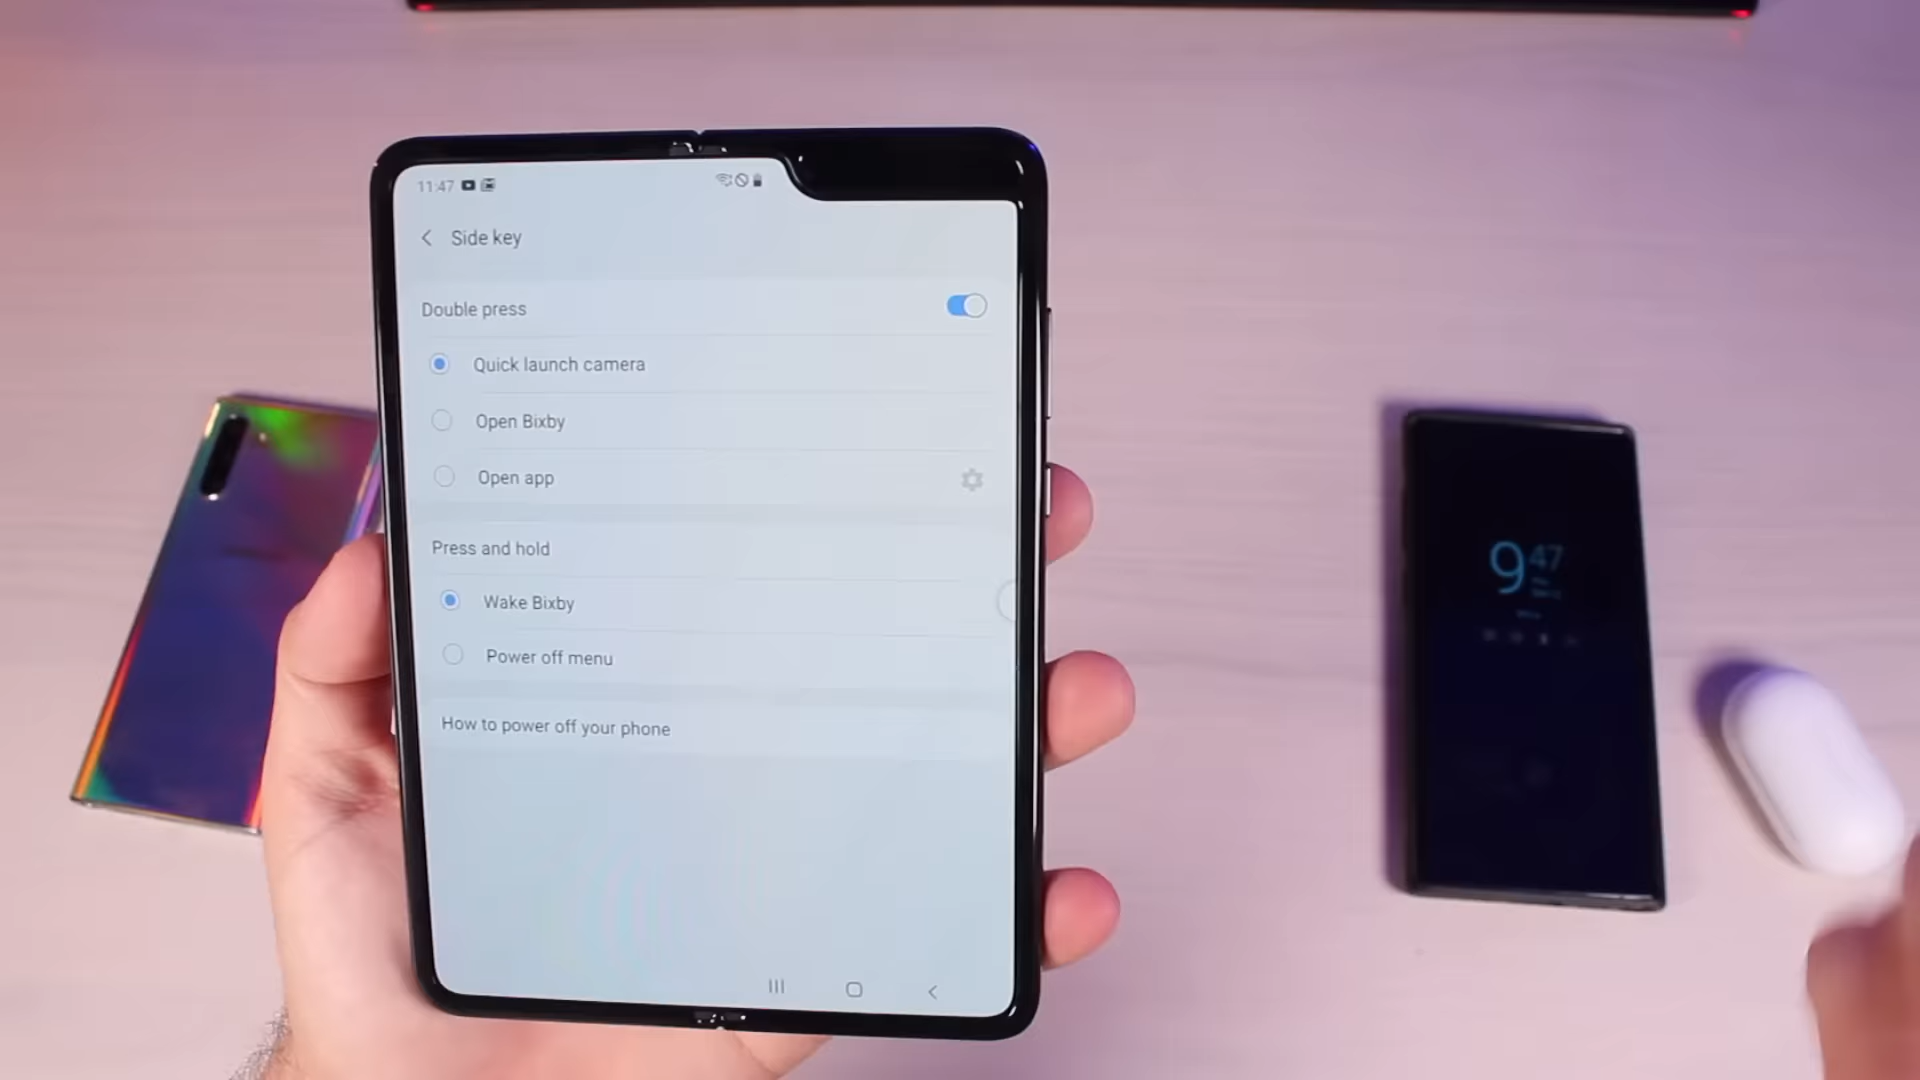 11:47
Side key
Double press
Quick launch camera
Open Bixby
Open app
Press and hold
Wake Bixby
Power off menu
How to power off your phone
9 47